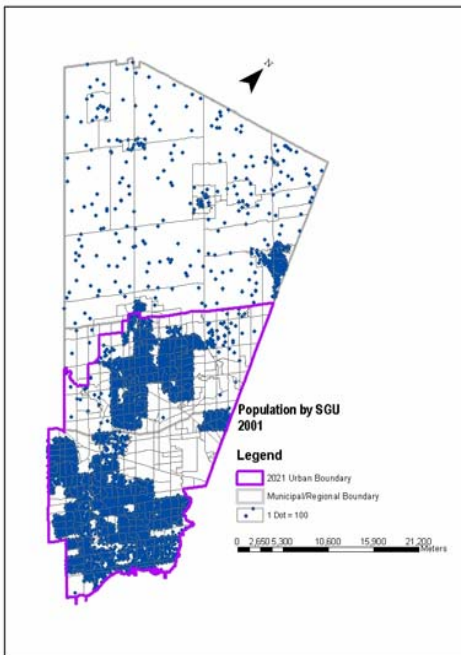 N
Population by SGU
2001
Legend
2021 Urban Boundary
Municipal/Regional Boundary
1 Dot = 100
0 2,650 5,300 10,600 15,900 21,200
Meters